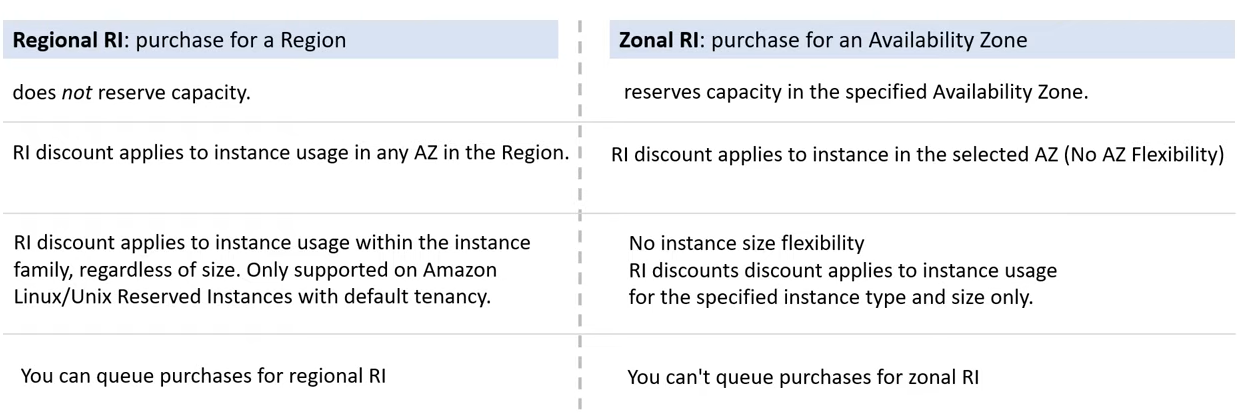 Regional RI: purchase for a Region
Zonal RI: purchase for an Availability Zone
does not reserve capacity.
reserves capacity in the specified Availability Zone.
RI discount applies to instance usage in any AZ in the Region.
RI discount applies to instance in the selected AZ (No AZ Flexibility)
RI discount applies to instance usage within the instance
family, regardless of size. Only supported on Amazon
Linux/Unix Reserved Instances with default tenancy.
No instance size flexibility
RI discounts discount applies to instance usage
for the specified instance type and size only.
You can queue purchases for regional RI
You can't queue purchases for zonal RI